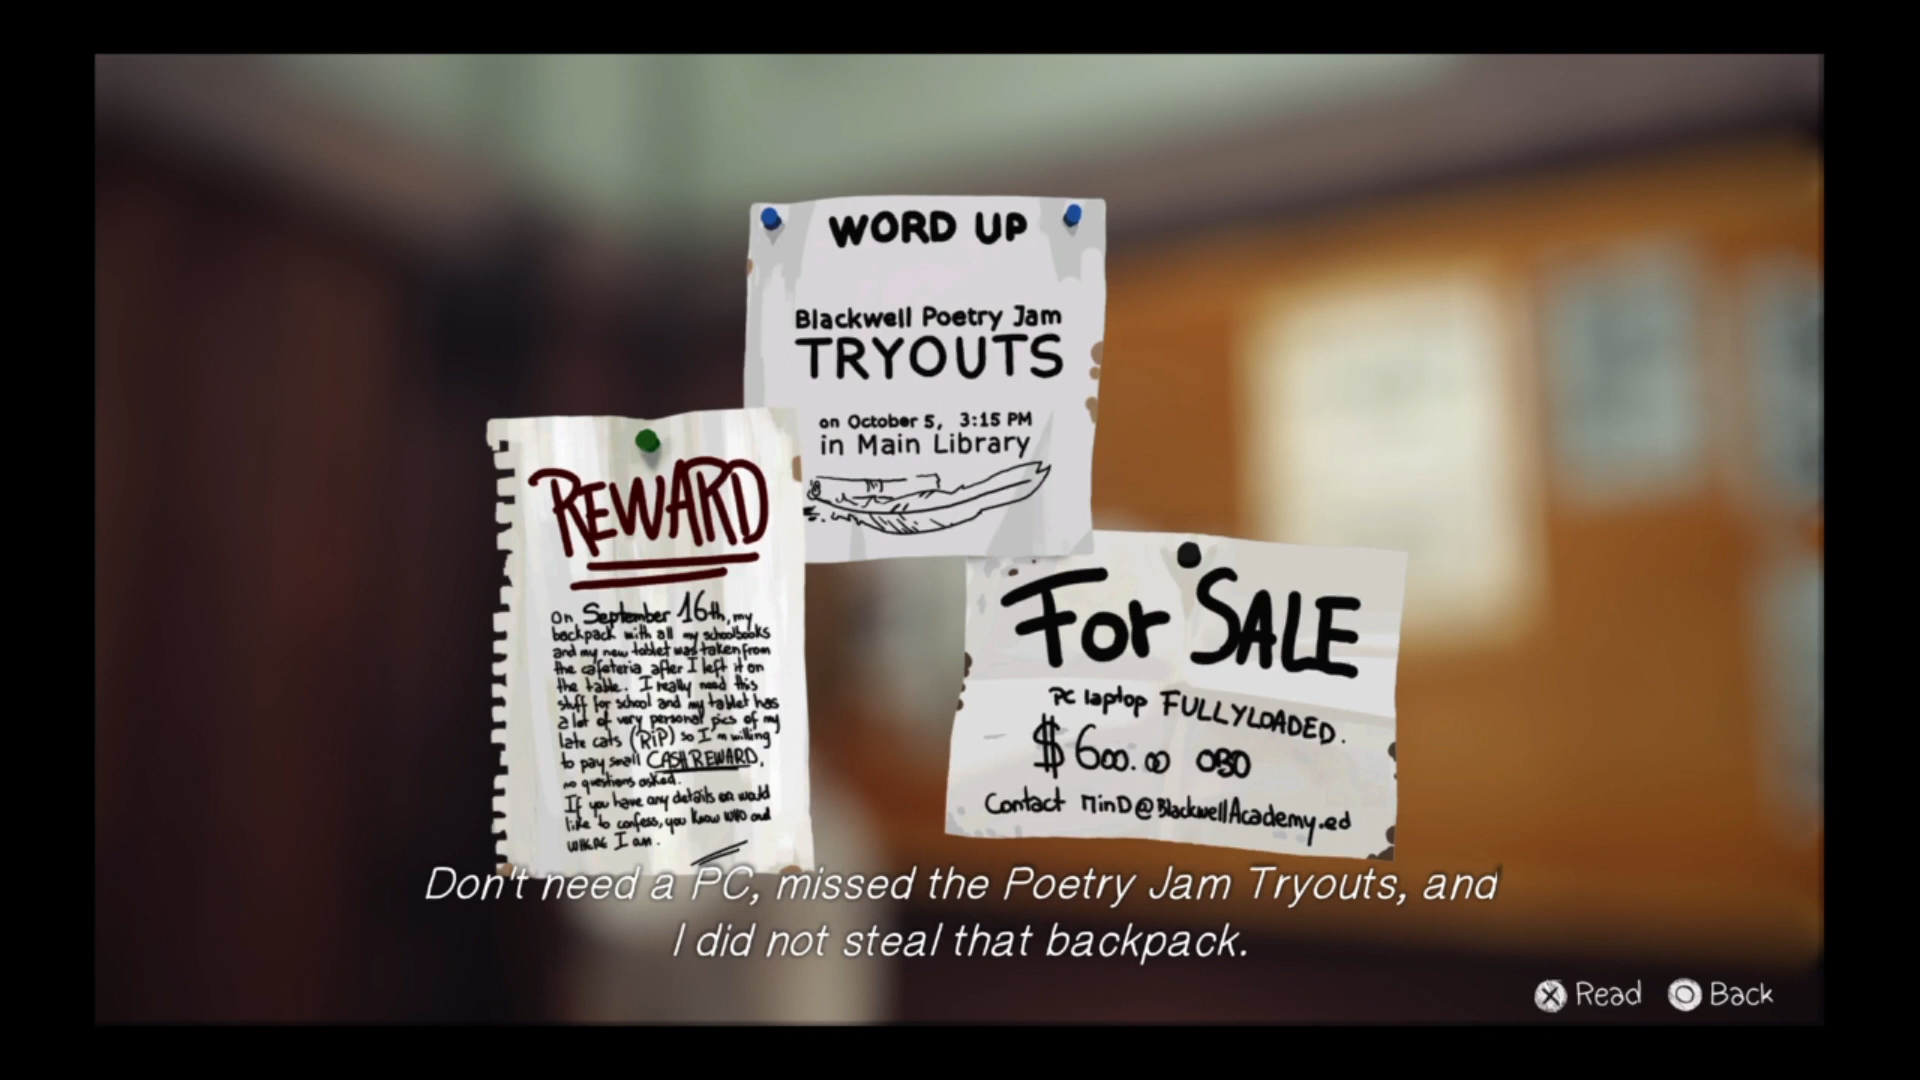 WORD UP
Blackwell Poetry Jam
TRYOUTS
on October 5, 3:15 PM
in Main Library
REWARD
On September 16th, my
backpack with all my schoolbooks
and my new tablet was taken from
the cafeteria after I left it on
the table. I really need this
stuff for school and my tablet has
a lot of very personal pics of my
late cats (RiP) so I'm willing
to pay small CASH REWARD,
no questions asked.
If you have any details or would
like to confess, you know WHO and
WHERE I am.
For SALE
PC laptop FULLYLOADED.
$600.00 OBO
Contact MinD@BlackwellAcademy.ed
Don't need a PC, missed the Poetry Jam Tryouts, and
I did not steal that backpack.
Read Back